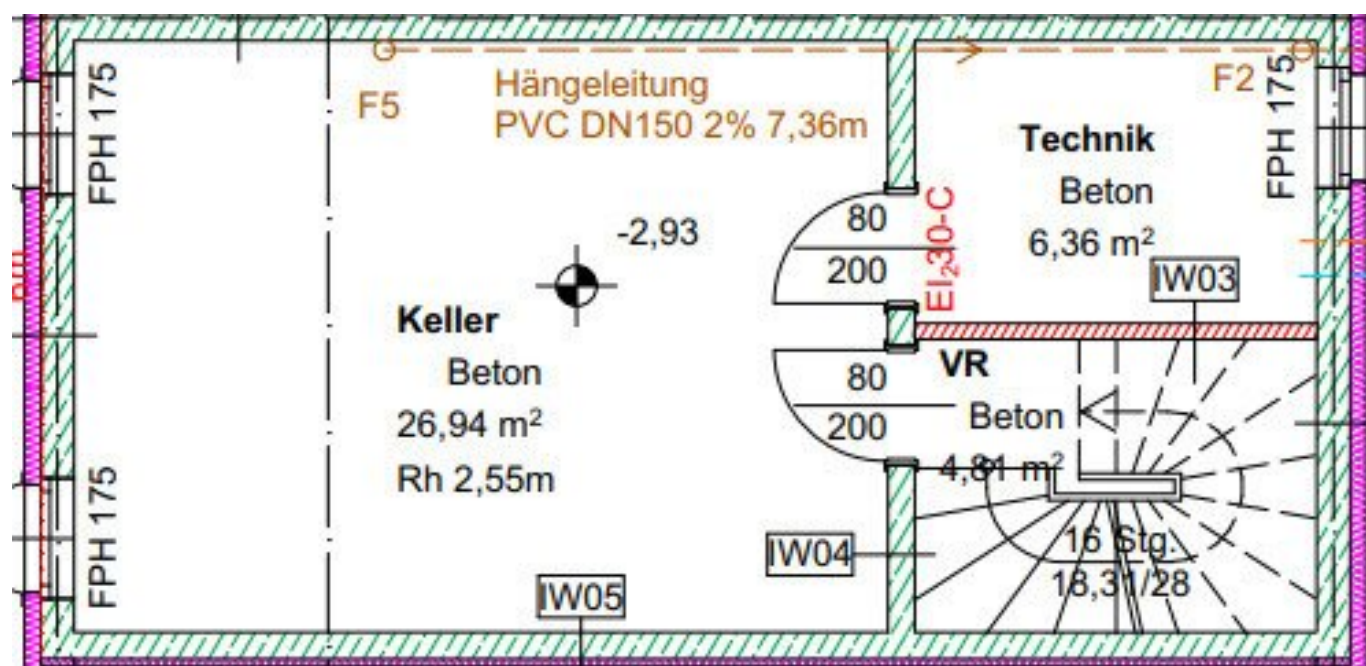 FPH 175
F5
Hängeleitung
PVC DN150 2% 7,36m
F2
FPH 175
Technik
Beton
6,36 m²
80
200
EI₂30-C
-2,93
IW03
Keller
Beton
26,94 m²
Rh 2,55m
80
200
VR
Beton
4,81 m²
FPH 175
IW04
16 Stg.
18,31/28
IW05